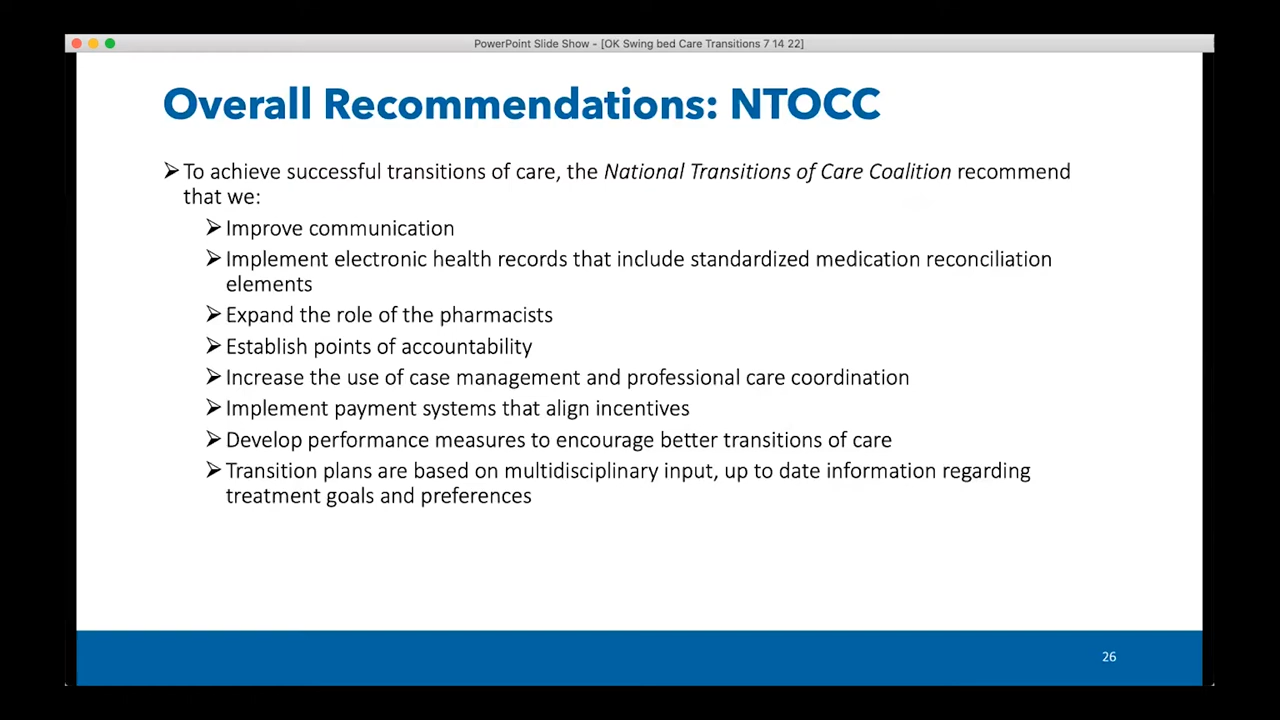 PowerPoint Slide Show - [OK Swing bed Care Transitions 7 14 22]
Overall Recommendations: NTOCC
➢To achieve successful transitions of care, the National Transitions of Care Coalition recommend
that we:
➢Improve communication
➢Implement electronic health records that include standardized medication reconciliation
elements
➢Expand the role of the pharmacists
➢Establish points of accountability
➢Increase the use of case management and professional care coordination
➢Implement payment systems that align incentives
➢Develop performance measures to encourage better transitions of care
➢Transition plans are based on multidisciplinary input, up to date information regarding
treatment goals and preferences
26